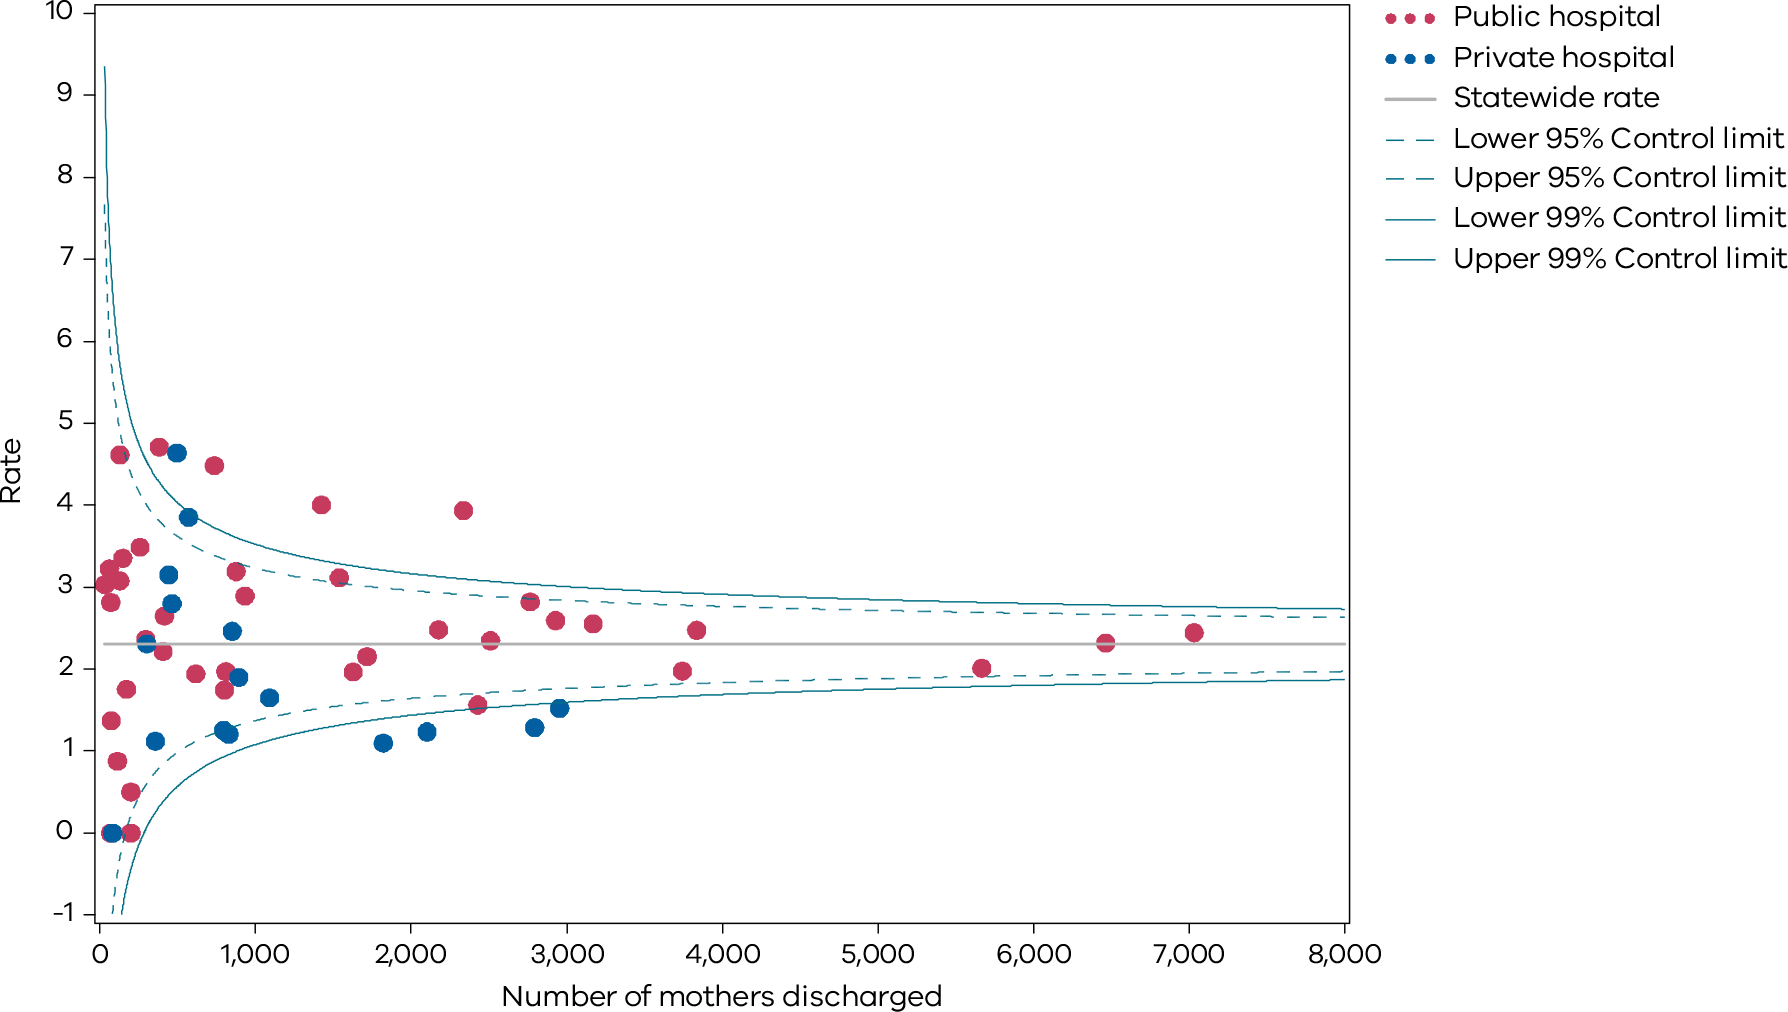 10
9
8
7
6
5
4
3
2
1
0
-1
Rate
0 1,000 2,000 3,000 4,000 5,000 6,000 7,000 8,000
Number of mothers discharged
Public hospital
Private hospital
Statewide rate
Lower 95% Control limit
Upper 95% Control limit
Lower 99% Control limit
Upper 99% Control limit